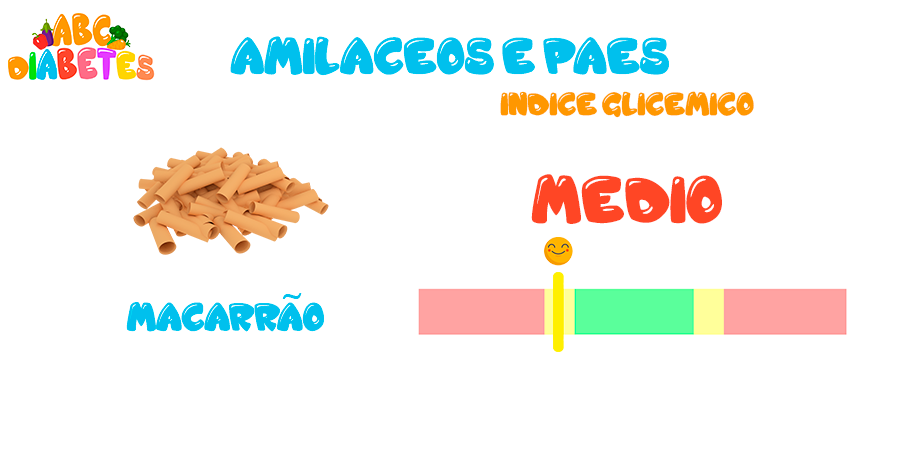 ABC
DIABETES
AMILACEOS E PAES
INDICE GLICEMICO
MEDIO
MACARRÃO